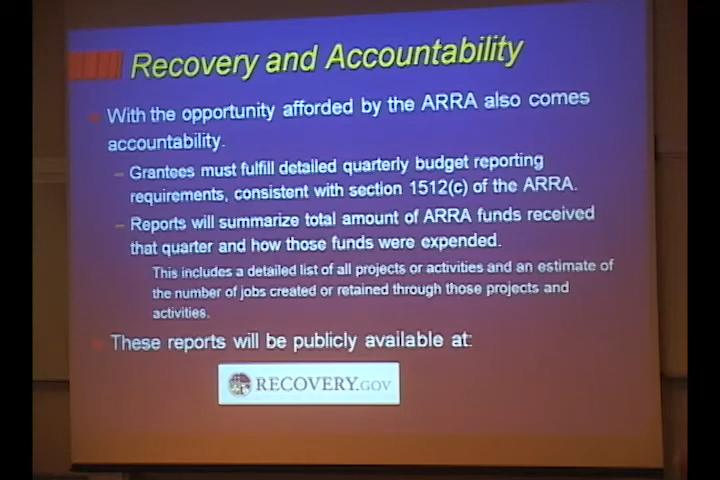 Recovery and Accountability
With the opportunity afforded by the ARRA also comes
accountability.
– Grantees must fulfill detailed quarterly budget reporting
requirements, consistent with section 1512(c) of the ARRA.
– Reports will summarize total amount of ARRA funds received
that quarter and how those funds were expended.
This includes a detailed list of all projects or activities and an estimate of
the number of jobs created or retained through those projects and
activities.
These reports will be publicly available at:
RECOVERY.GOV